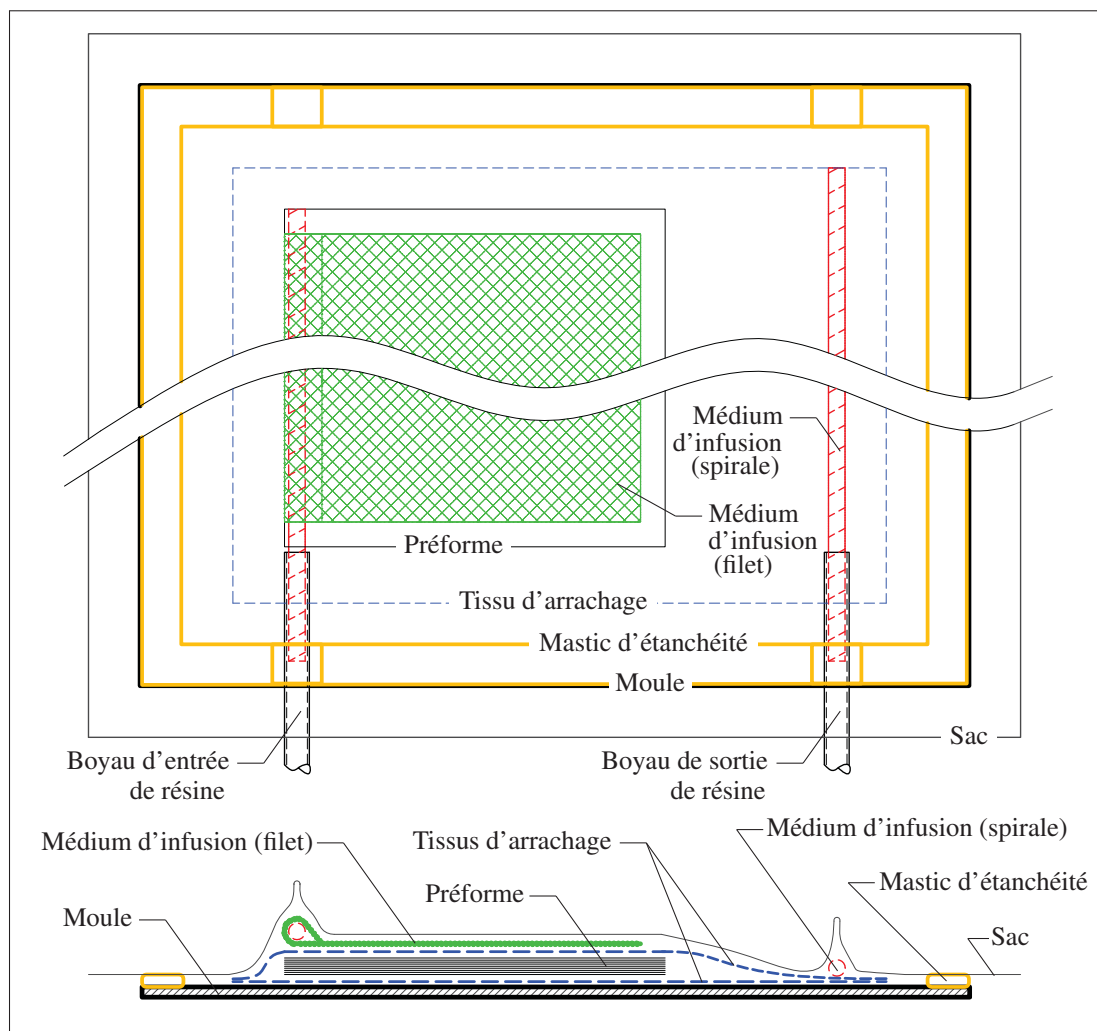 Médium
d'infusion
(spirale)
Médium
d'infusion
(filet)
Préforme
Tissu d'arrachage
Mastic d'étanchéité
Moule
Sac
Boyau d'entrée
de résine
Boyau de sortie
de résine
Médium d'infusion (filet)
Tissus d'arrachage
Médium d'infusion (spirale)
Préforme
Mastic d'étanchéité
Moule
Sac